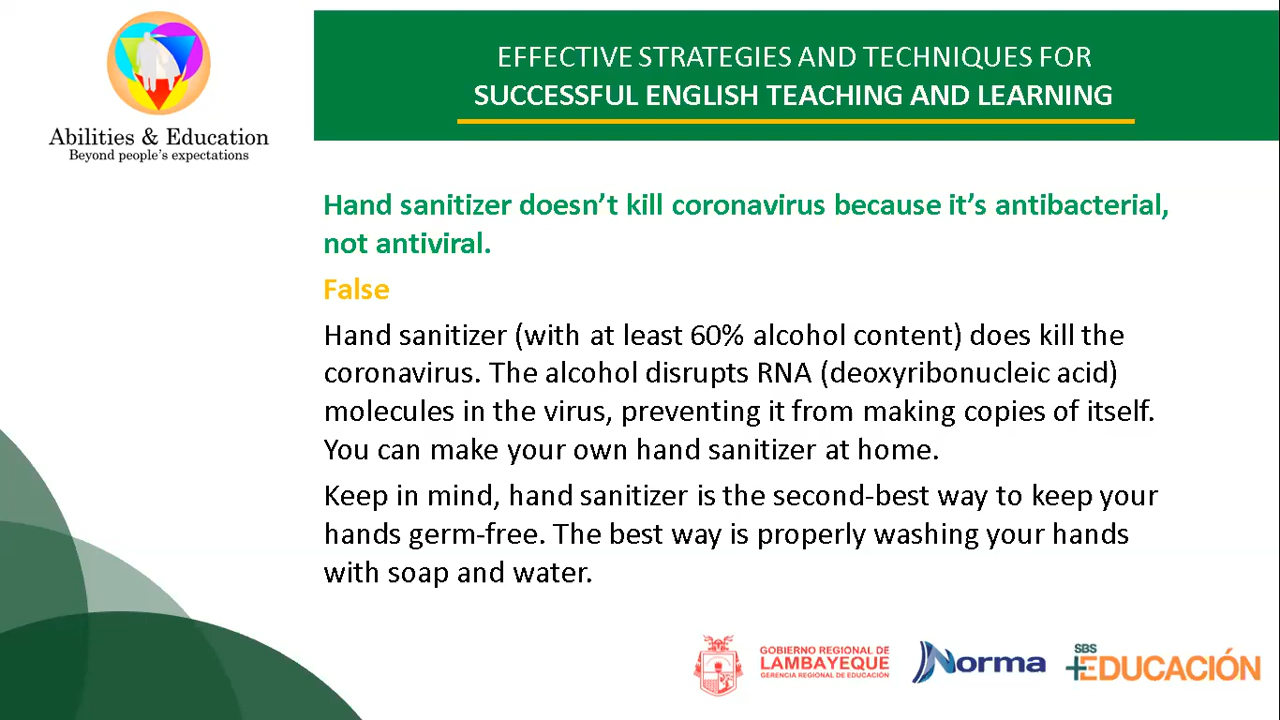 Abilities & Education
Beyond people's expectations
EFFECTIVE STRATEGIES AND TECHNIQUES FOR
SUCCESSFUL ENGLISH TEACHING AND LEARNING
Hand sanitizer doesn't kill coronavirus because it's antibacterial,
not antiviral.
False
Hand sanitizer (with at least 60% alcohol content) does kill the
coronavirus. The alcohol disrupts RNA (deoxyribonucleic acid)
molecules in the virus, preventing it from making copies of itself.
You can make your own hand sanitizer at home.
Keep in mind, hand sanitizer is the second-best way to keep your
hands germ-free. The best way is properly washing your hands
with soap and water.
GOBIERNO REGIONAL DE
LAMBAYEQUE
GERENCIA REGIONAL DE EDUCACIÓN
Norma
SBS
EDUCACIÓN